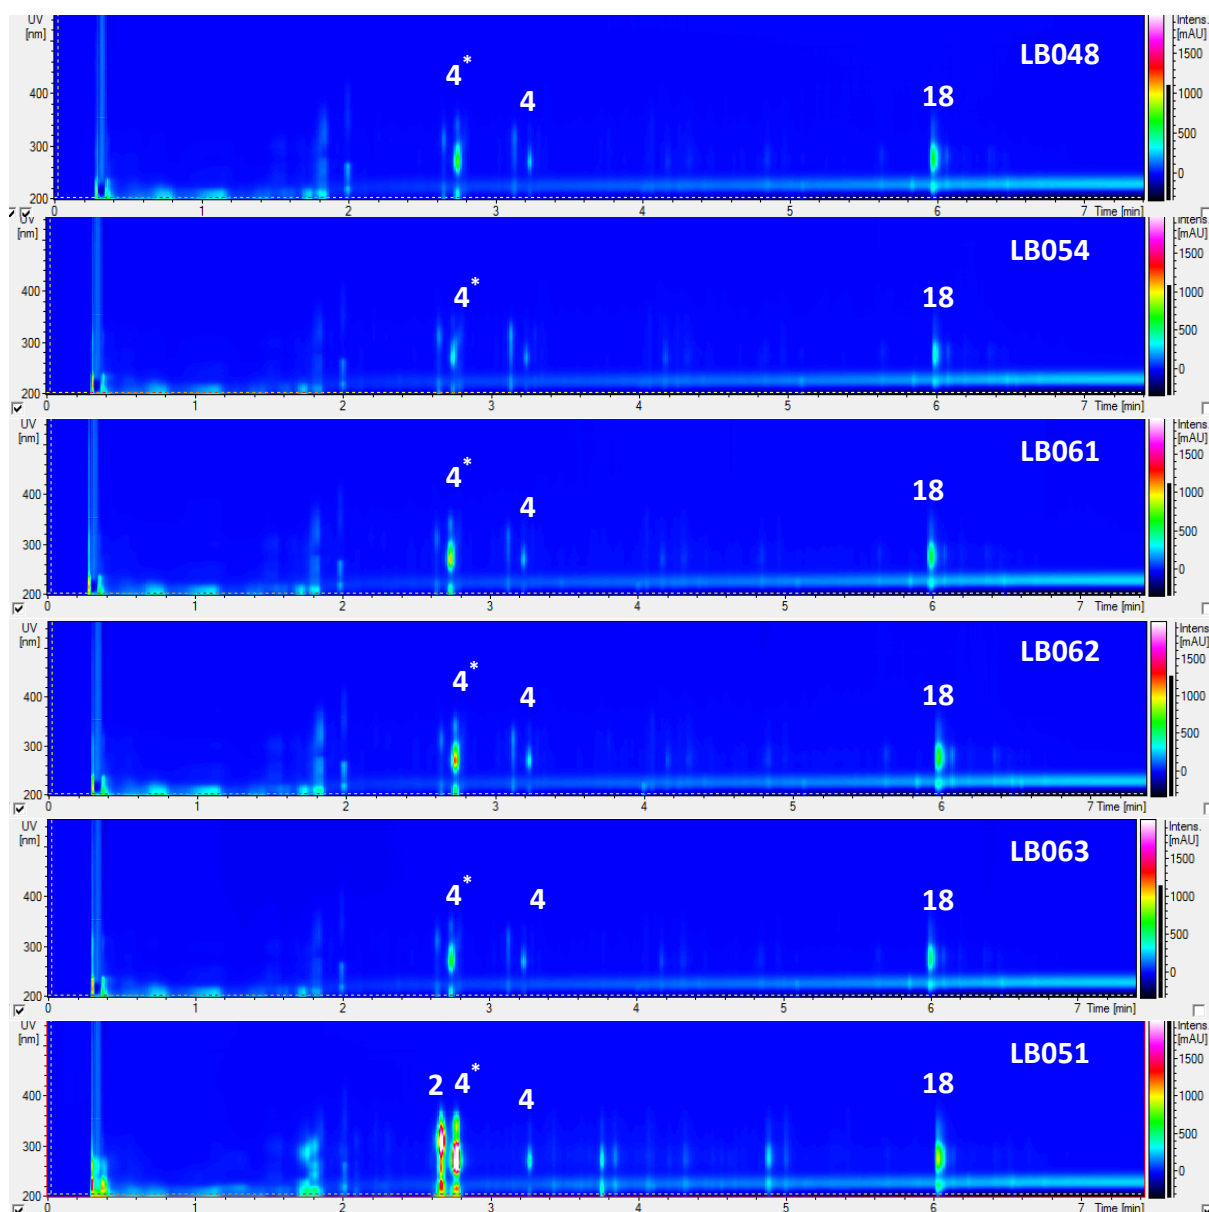 UV Intens.
[nm] [mAU]
LB048
1500
4*
400 4 18 1000
500
300
0
200
0 1 2 3 4 5 6 7 Time [min]
UV Intens.
[nm] [mAU]
LB054
1500
400 4* 18 1000
500
300
0
200
0 1 2 3 4 5 6 7 Time [min]
UV Intens.
[nm] [mAU]
LB061
1500
4*
400 4 18 1000
500
300
0
200
0 1 2 3 4 5 6 7 Time [min]
UV Intens.
[nm] [mAU]
LB062
1500
4*
400 4 18 1000
500
300
0
200
0 1 2 3 4 5 6 7 Time [min]
UV Intens.
[nm] [mAU]
LB063
1500
4*
400 4 18 1000
500
300
0
200
0 1 2 3 4 5 6 7 Time [min]
UV Intens.
[nm] [mAU]
LB051
1500
2 4*
400 4 18 1000
500
300
0
200
0 1 2 3 4 5 6 7 Time [min]